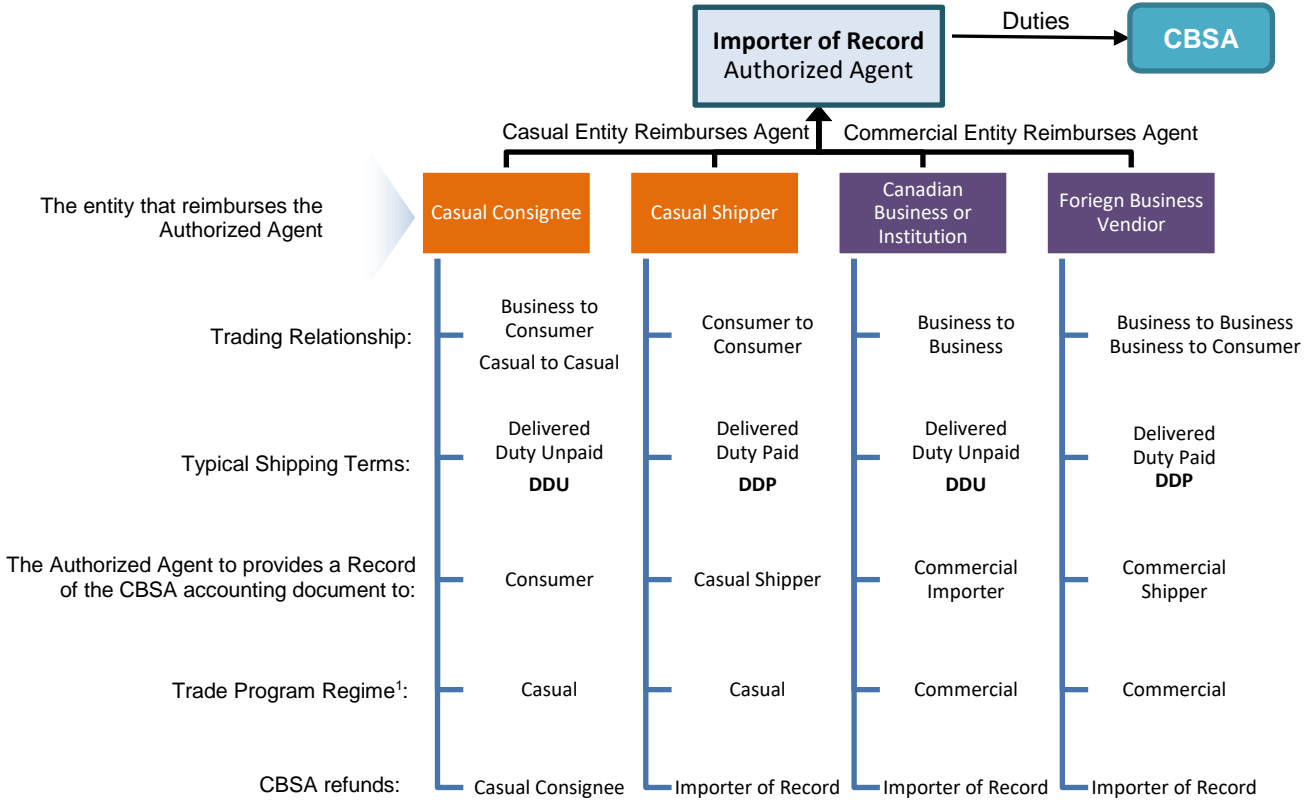 Importer of Record
Authorized Agent
Duties
CBSA
Casual Entity Reimburses Agent
Commercial Entity Reimburses Agent
The entity that reimburses the
Authorized Agent
Casual Consignee
Casual Shipper
Canadian
Business or
Institution
Foriegn Business
Vendior
Trading Relationship:
Business to
Consumer
Casual to Casual
Consumer to
Consumer
Business to
Business
Business to Business
Business to Consumer
Typical Shipping Terms:
Delivered
Duty Unpaid
DDU
Delivered
Duty Paid
DDP
Delivered
Duty Unpaid
DDU
Delivered
Duty Paid
DDP
The Authorized Agent to provides a Record
of the CBSA accounting document to:
Consumer
Casual Shipper
Commercial
Importer
Commercial
Shipper
Trade Program Regime¹:
Casual
Casual
Commercial
Commercial
CBSA refunds:
Casual Consignee
Importer of Record
Importer of Record
Importer of Record